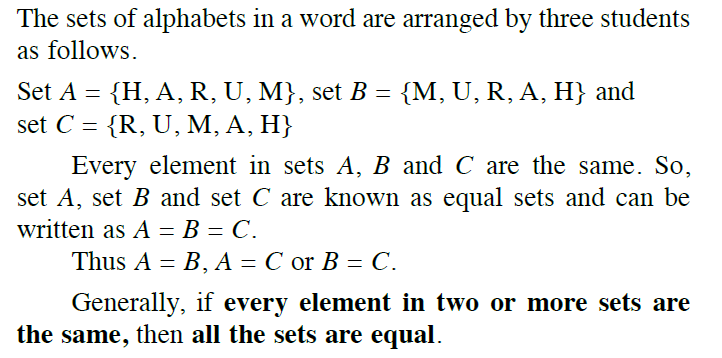 The sets of alphabets in a word are arranged by three students
as follows.
Set A = {H, A, R, U, M}, set B = {M, U, R, A, H} and
set C = {R, U, M, A, H}
Every element in sets A, B and C are the same. So,
set A, set B and set C are known as equal sets and can be
written as A = B = C.
Thus A = B, A = C or B = C.
Generally, if every element in two or more sets are
the same, then all the sets are equal.